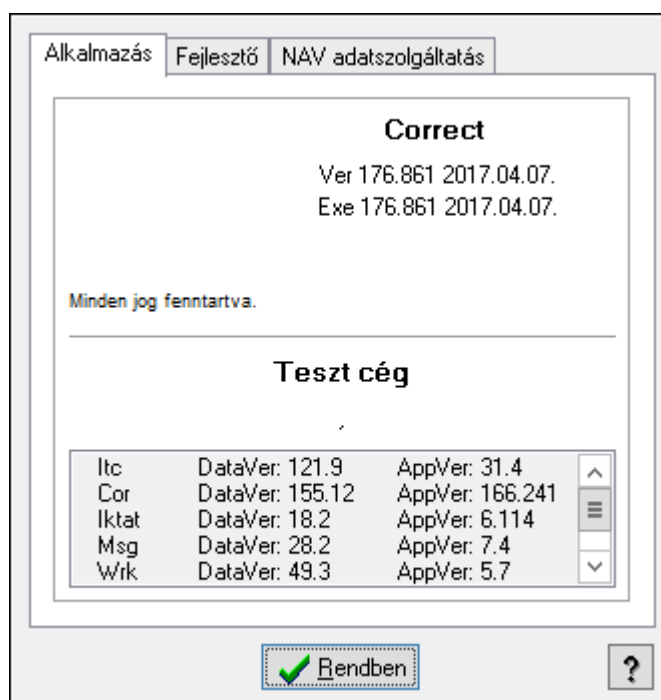 Alkalmazás Fejlesztő NAV adatszolgáltatás
Correct
Ver 176.861 2017.04.07.
Exe 176.861 2017.04.07.
Minden jog fenntartva.
Teszt cég
,
Itc DataVer: 121.9 AppVer: 31.4
Cor DataVer: 155.12 AppVer: 166.241
Iktat DataVer: 18.2 AppVer: 6.114
Msg DataVer: 28.2 AppVer: 7.4
Wrk DataVer: 49.3 AppVer: 5.7
Rendben ?